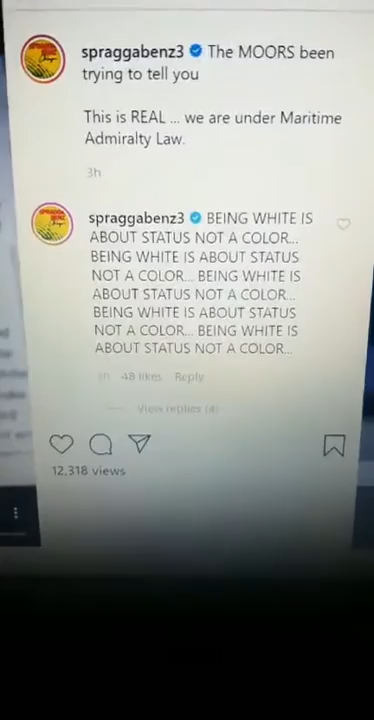 spraggabenz3 The MOORS been
trying to tell you
This is REAL ... we are under Maritime
Admiralty Law.
3h
spraggabenz3 BEING WHITE IS
ABOUT STATUS NOT A COLOR...
BEING WHITE IS ABOUT STATUS
NOT A COLOR... BEING WHITE IS
ABOUT STATUS NOT A COLOR...
BEING WHITE IS ABOUT STATUS
NOT A COLOR... BEING WHITE IS
ABOUT STATUS NOT A COLOR...
48 likes Reply
View replies (4)
12,318 views